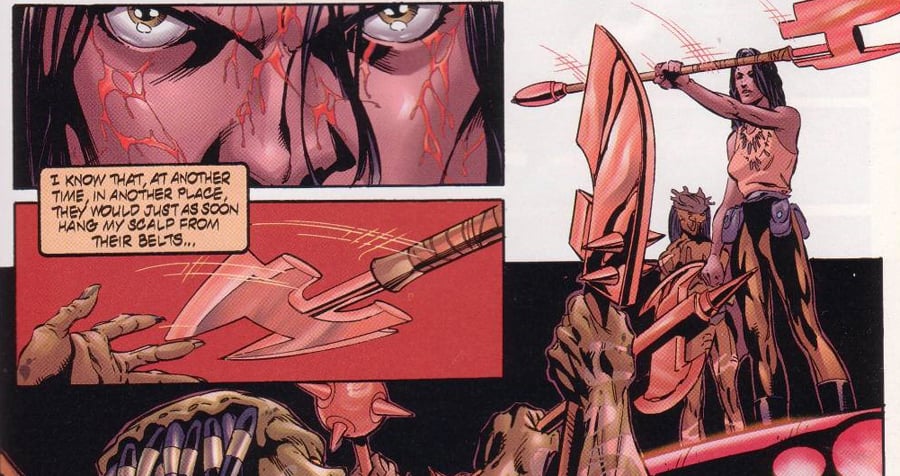 I KNOW THAT, AT ANOTHER
TIME, IN ANOTHER PLACE,
THEY WOULD JUST AS SOON
HANG MY SCALP FROM
THEIR BELTS...